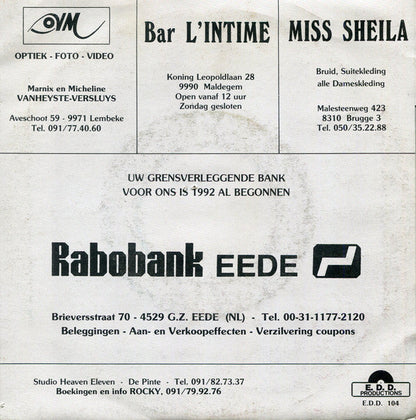 OVM
OPTIEK - FOTO - VIDEO
Marnix en Micheline
VANHEYSTE-VERSLUYS
Aveschoot 59 - 9971 Lembeke
Tel. 091/77.40.60
Bar L'INTIME
Koning Leopoldlaan 28
9990 Maldegem
Open vanaf 12 uur
Zondag gesloten
MISS SHEILA
Bruid, Suitekleding
alle Dameskleding
Malesteenweg 423
8310 Brugge 3
Tel. 050/35.22.88
UW GRENSVERLEGGENDE BANK
VOOR ONS IS 1992 AL BEGONNEN
Rabobank EEDE
Brieversstraat 70 - 4529 G.Z. EEDE (NL) - Tel. 00-31-1177-2120
Beleggingen - Aan- en Verkoopeffecten - Verzilvering coupons
Studio Heaven Eleven - De Pinte - Tel. 091/82.73.37
Boekingen en info ROCKY, 091/79.92.76
E.D.D.
PRODUCTIONS
E.D.D. 104